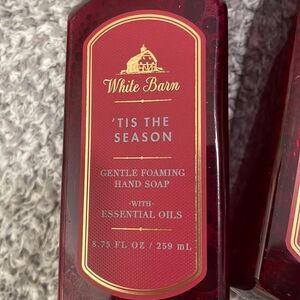 White Barn
'TIS THE
SEASON
GENTLE FOAMING
HAND SOAP
·WITH·
ESSENTIAL OILS
8.75 FL OZ / 259 mL